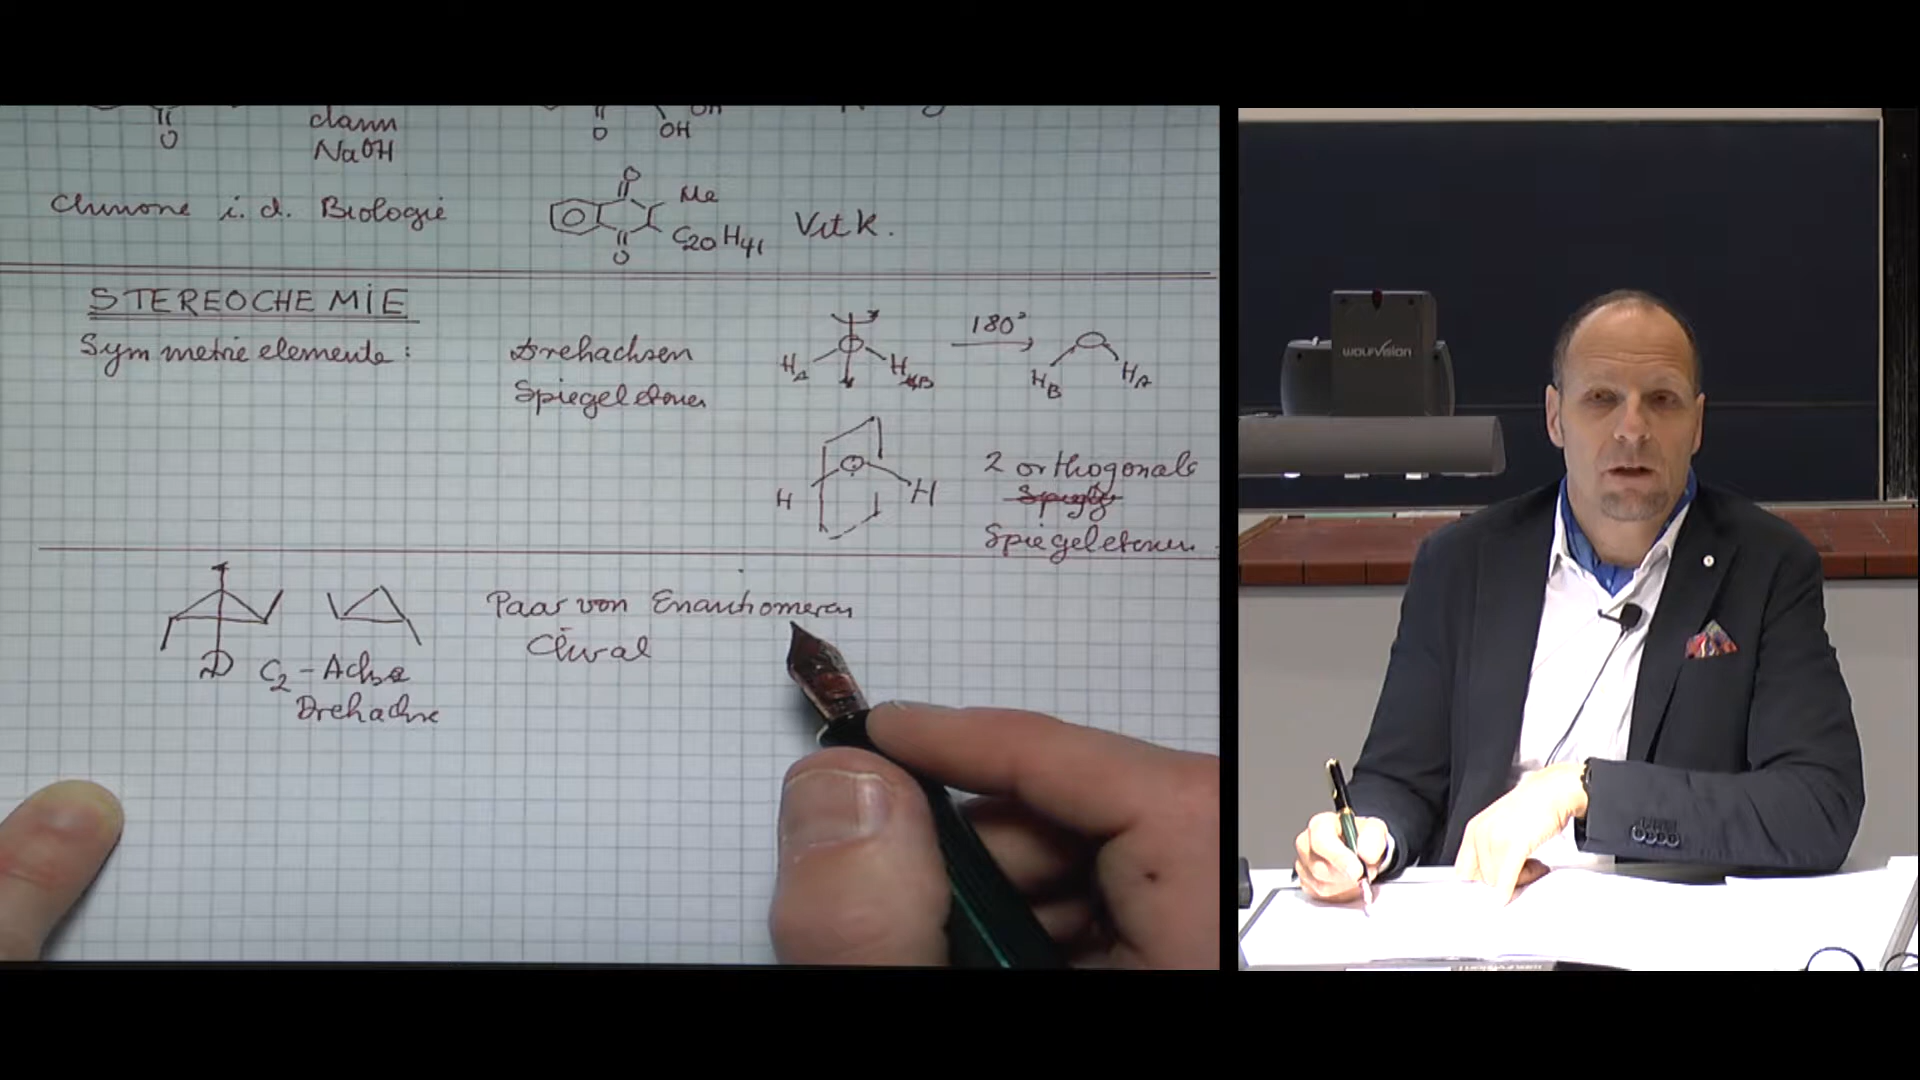 O
dann
NaOH
O
OH
OH
Chinone i. d. Biologie
O
Me
C20H41
O
Vit K.
STEREOCHEMIE
Symmetrieelemente:
Drehachsen
Spiegelebenen
HA
HB
180°
HB
HA
H
H
2 orthogonale
Spiegelebenen.
C2-Achse
Drehachse
Paar von Enantiomeren
Chiral
WOLFVISION